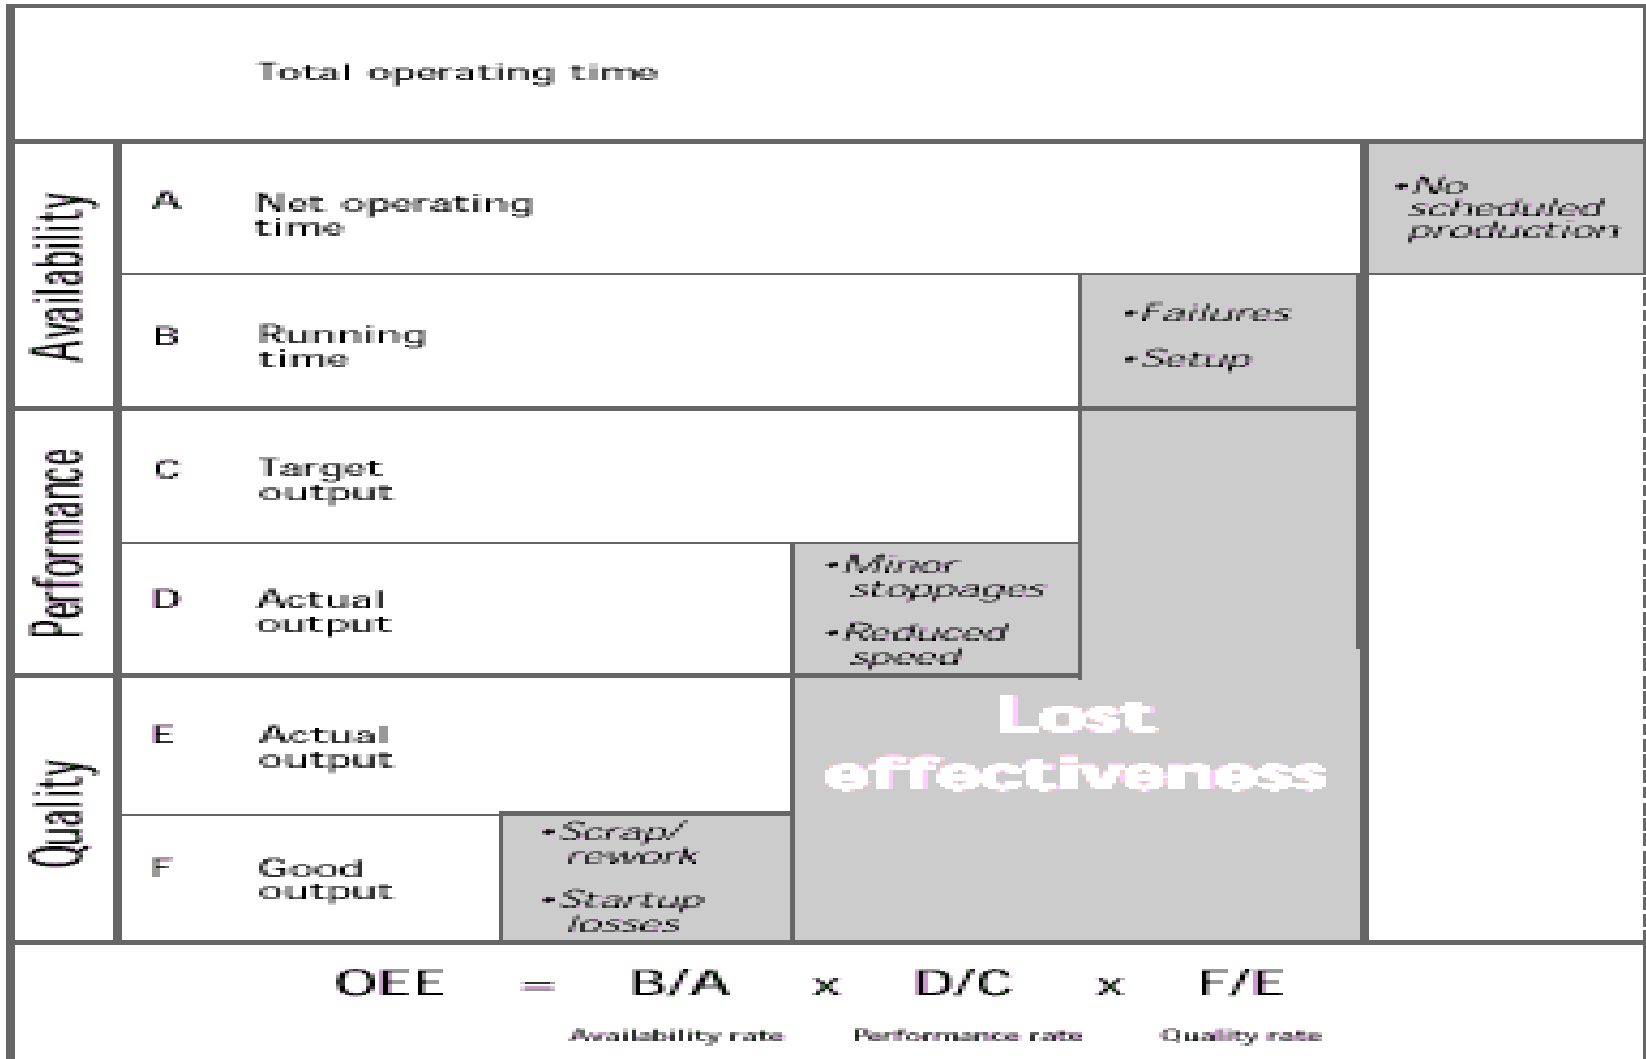 Total operating time
Availability
A
Net operating
time
•No
scheduled
production
B
Running
time
•Failures
•Setup
Performance
C
Target
output
D
Actual
output
•Minor
stoppages
•Reduced
speed
Quality
E
Actual
output
Lost
effectiveness
F
Good
output
•Scrap/
rework
•Startup
losses
OEE = B/A x D/C x F/E
Availability rate Performance rate Quality rate